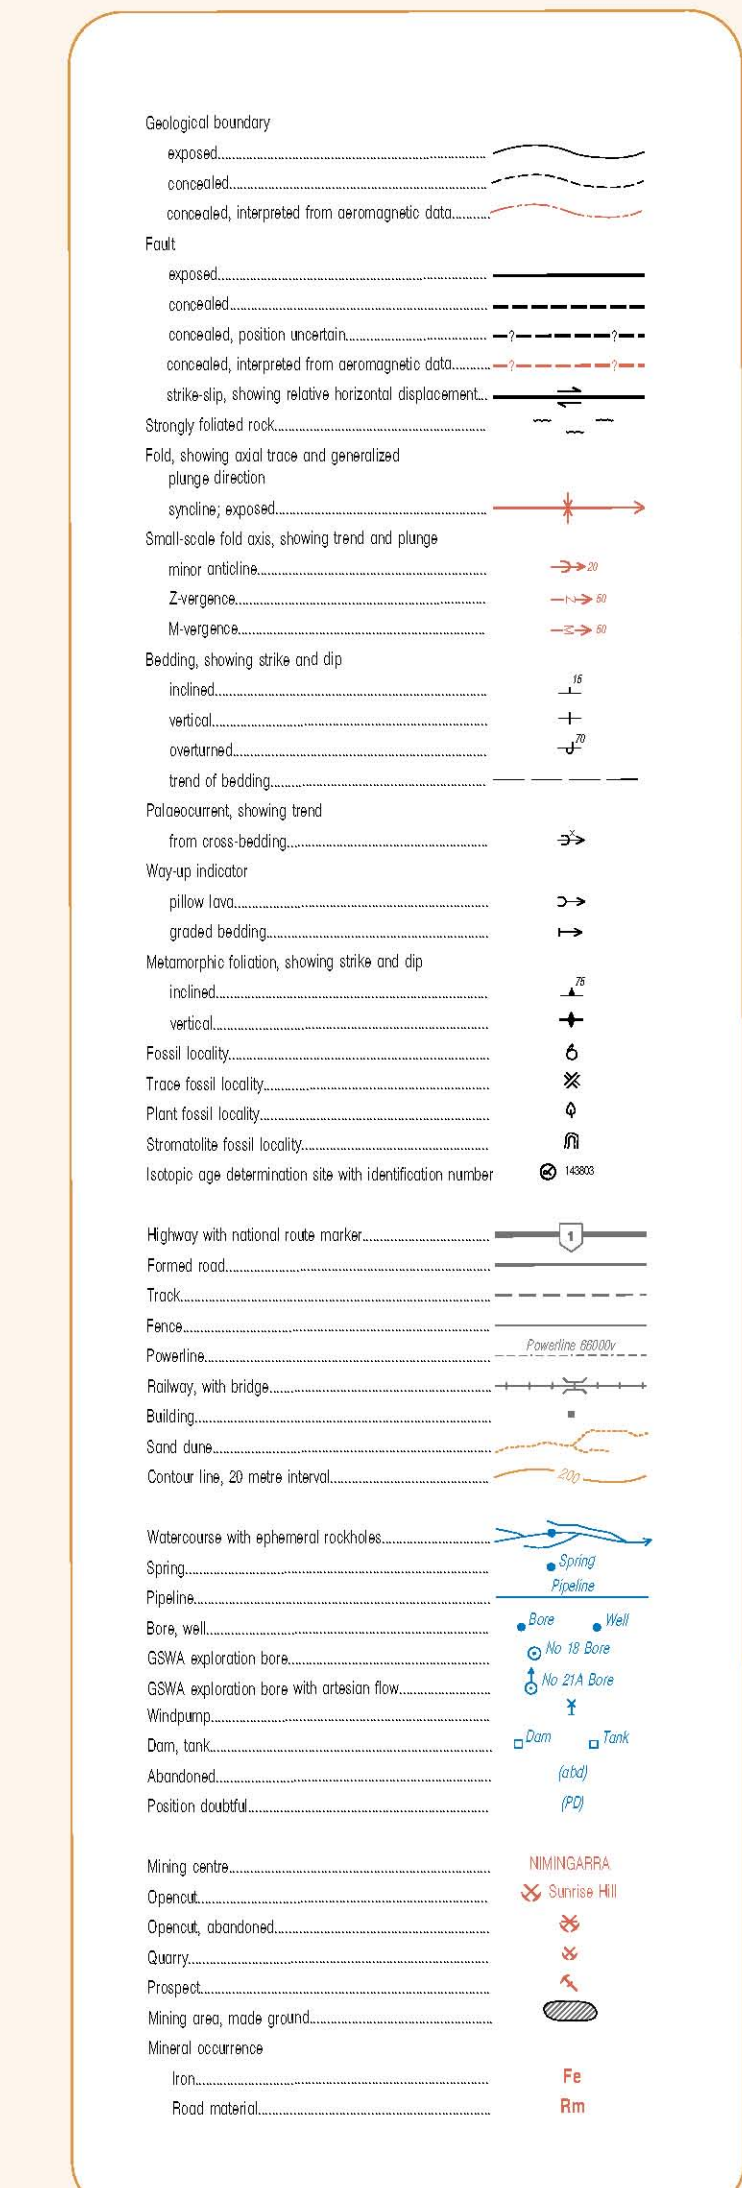 Geological boundary
exposed
concealed
concealed, interpreted from aeromagnetic data
Fault
exposed
concealed
concealed, position uncertain — ? ?
concealed, interpreted from aeromagnetic data — ? ?
strike-slip, showing relative horizontal displacement
Strongly foliated rock
Fold, showing axial trace and generalized
plunge direction
syncline; exposed
Small-scale fold axis, showing trend and plunge
minor anticline 20
Z-vergence Z 50
M-vergence M 50
Bedding, showing strike and dip
inclined 15
vertical
overturned 70
trend of bedding
Palaeocurrent, showing trend
from cross-bedding x
Way-up indicator
pillow lava
graded bedding
Metamorphic foliation, showing strike and dip
inclined 75
vertical
Fossil locality
Trace fossil locality
Plant fossil locality
Stromatolite fossil locality
Isotopic age determination site with identification number 143803
Highway with national route marker 1
Formed road
Track
Fence
Powerline Powerline 66000v
Railway, with bridge
Building
Sand dune
Contour line, 20 metre interval 200
Watercourse with ephemeral rockholes
Spring Spring
Pipeline Pipeline
Bore, well Bore Well
GSWA exploration bore No 18 Bore
GSWA exploration bore with artesian flow No 21A Bore
Windpump
Dam, tank Dam Tank
Abandoned (abd)
Position doubtful (PD)
Mining centre NIMINGARRA
Opencut Sunrise Hill
Opencut, abandoned
Quarry
Prospect
Mining area, made ground
Mineral occurrence
Iron Fe
Road material Rm